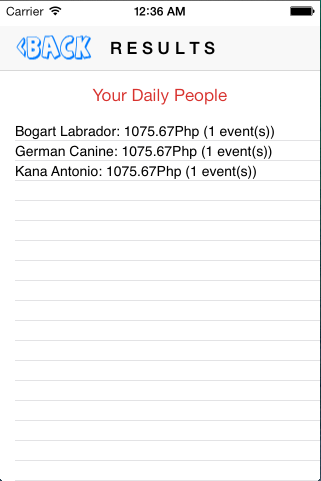 Carrier 12:36 AM
<BACK RESULTS
Your Daily People
Bogart Labrador: 1075.67Php (1 event(s))
German Canine: 1075.67Php (1 event(s))
Kana Antonio: 1075.67Php (1 event(s))